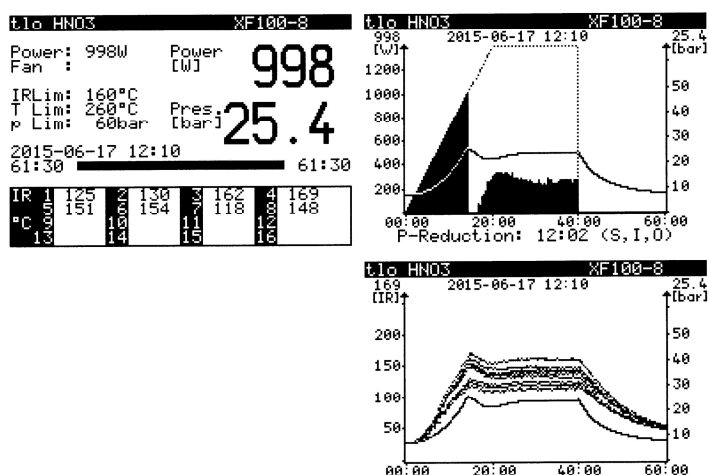 tlo HNO3 XF100-8
Power: 998W Power [W] 998
Fan :
IRLim: 160°C
T Lim: 260°C Pres. [bar] 25.4
p Lim: 60bar
2015-06-17 12:10
61:30 61:30
IR 1 125 2 130 3 162 4 169
5 151 6 154 7 118 8 148
°C 9 10 11 12
13 14 15 16
tlo HNO3 XF100-8
998 2015-06-17 12:10 25.4
[W] [bar]
1200
1000 50
800 40
600 30
400 20
200 10
00:00 20:00 40:00 60:00
P-Reduction: 12:02 (S,I,O)
tlo HNO3 XF100-8
169 2015-06-17 12:10 25.4
[IR] [bar]
200 50
150 40
100 30
50 20
10
00:00 20:00 40:00 60:00